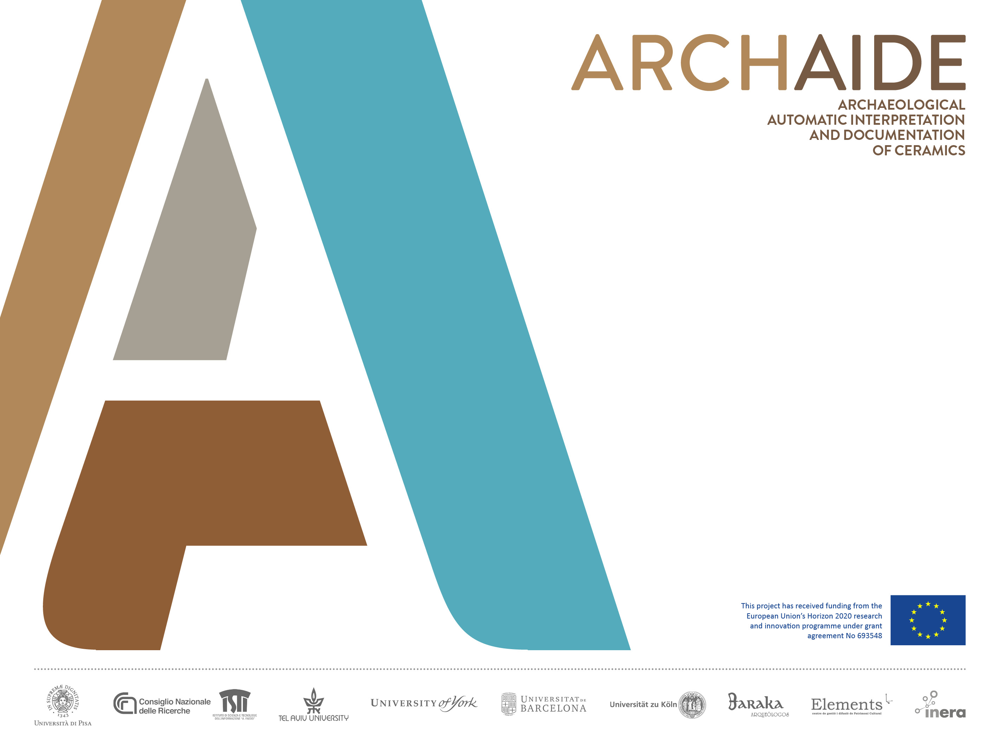 ARCHAIDE
ARCHAEOLOGICAL
AUTOMATIC INTERPRETATION
AND DOCUMENTATION
OF CERAMICS
This project has received funding from the
European Union's Horizon 2020 research
and innovation programme under grant
agreement No 693548
IN SUPREMÆ DIGNITATIS
• 1343 •
UNIVERSITÀ DI PISA
Consiglio Nazionale
delle Ricerche
ISTI
ISTITUTO DI SCIENZA E TECNOLOGIE
DELL'INFORMAZIONE "A. FAEDO"
TEL AVIV UNIVERSITY
UNIVERSITY of York
UNIVERSITAT DE
BARCELONA
Universität zu Köln
BARAKA
ARQUEÓLOGOS
Elements
centre de gestió i difusió de Patrimoni Cultural
inera